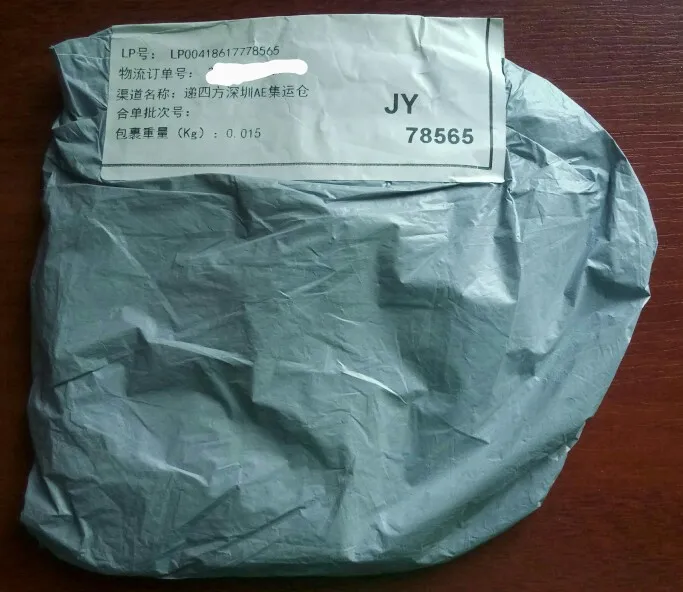 LP号: LP00418617778565
物流订单号:
渠道名称: 递四方深圳AE集运仓
合单批次号:
包裹重量 (Kg) : 0.015
JY
78565